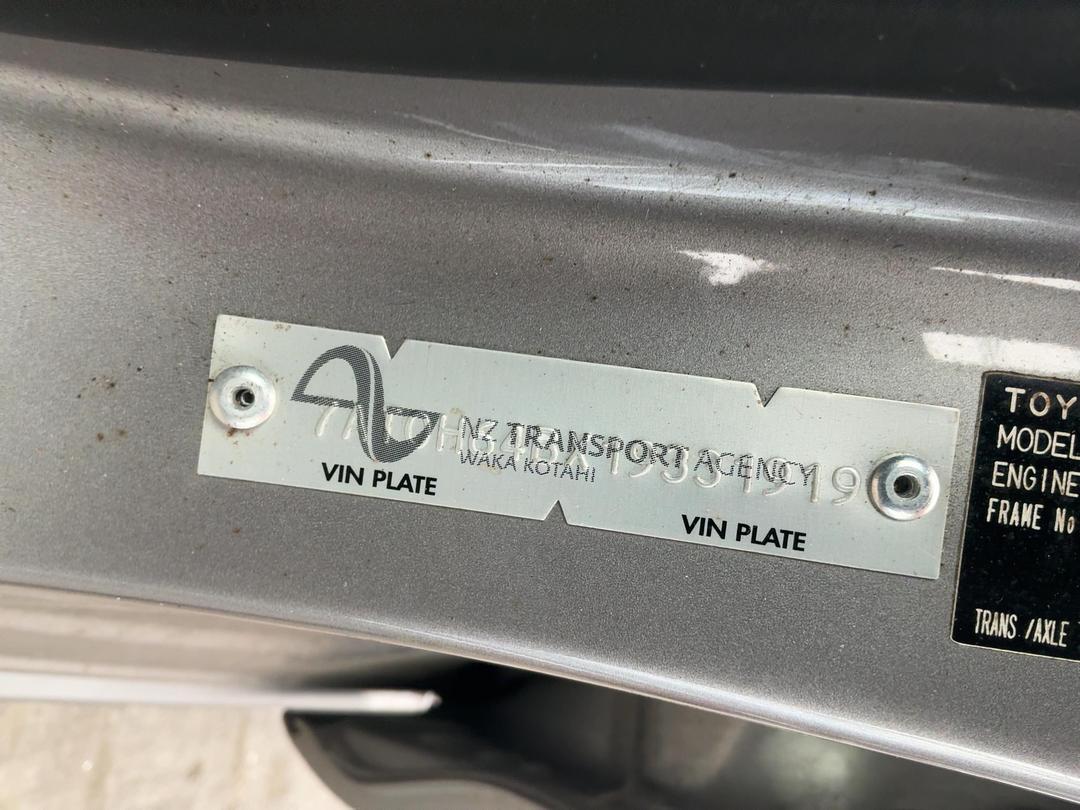 NZ TRANSPORT AGENCY
WAKA KOTAHI
VIN PLATE
VIN PLATE
TOY
MODEL
ENGINE
FRAME No
TRANS /AXLE